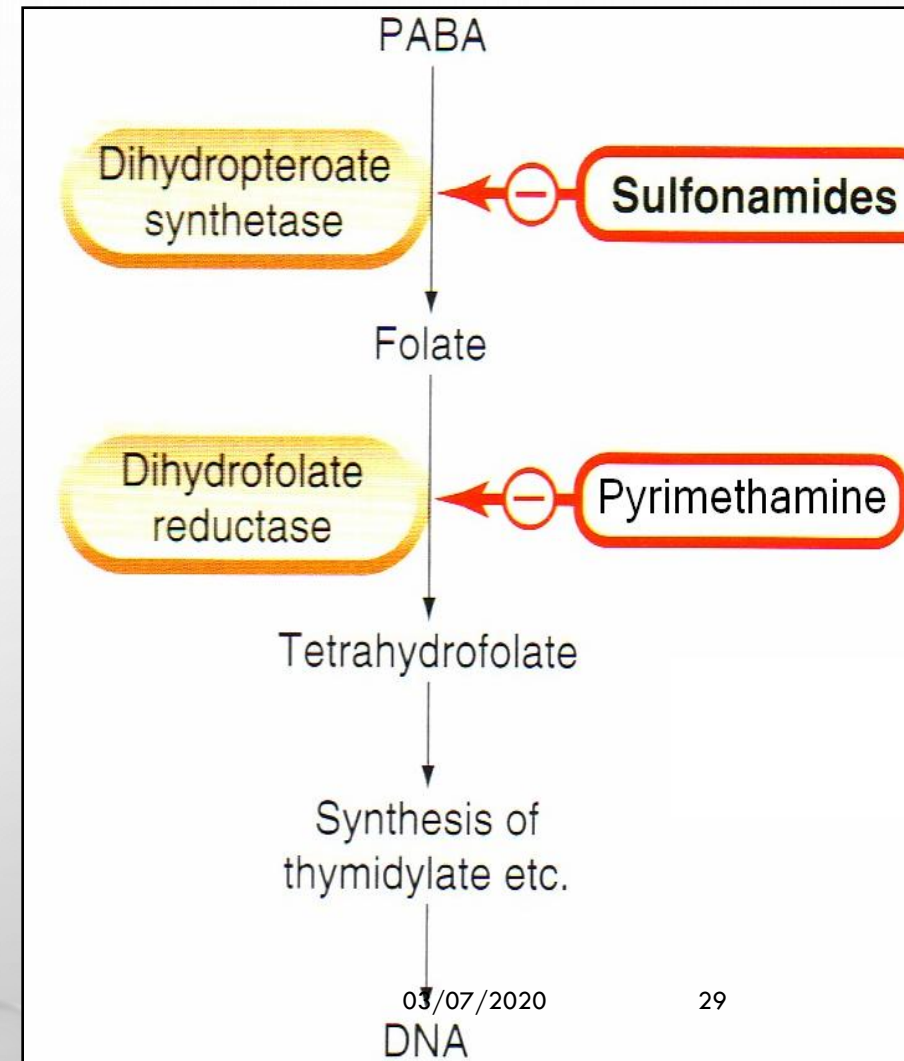 PABA
Dihydropteroate
synthetase
Sulfonamides
Folate
Dihydrofolate
reductase
Pyrimethamine
Tetrahydrofolate
Synthesis of
thymidylate etc.
03/07/2020
29
DNA